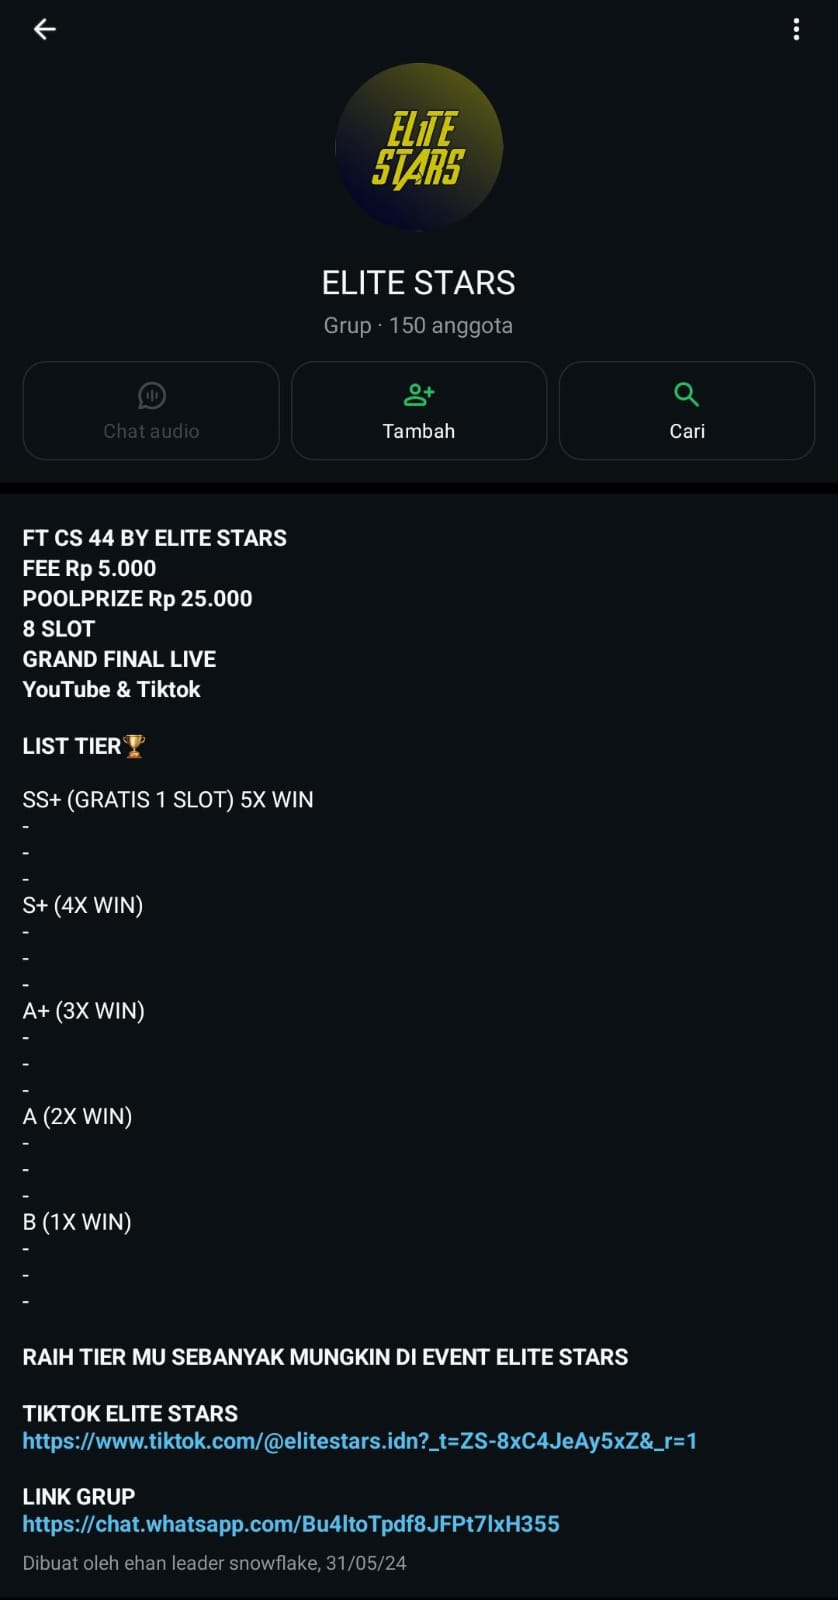 ELITE
STARS
ELITE STARS
Grup · 150 anggota
Chat audio
Tambah
Cari
FT CS 44 BY ELITE STARS
FEE Rp 5.000
POOLPRIZE Rp 25.000
8 SLOT
GRAND FINAL LIVE
YouTube & Tiktok
LIST TIER🏆
SS+ (GRATIS 1 SLOT) 5X WIN
-
-
-
S+ (4X WIN)
-
-
-
A+ (3X WIN)
-
-
-
A (2X WIN)
-
-
-
B (1X WIN)
-
-
-
RAIH TIER MU SEBANYAK MUNGKIN DI EVENT ELITE STARS
TIKTOK ELITE STARS
https://www.tiktok.com/@elitestars.idn?_t=ZS-8xC4JeAy5xZ&_r=1
LINK GRUP
https://chat.whatsapp.com/Bu4ltoTpdf8JFPt7lxH355
Dibuat oleh ehan leader snowflake, 31/05/24